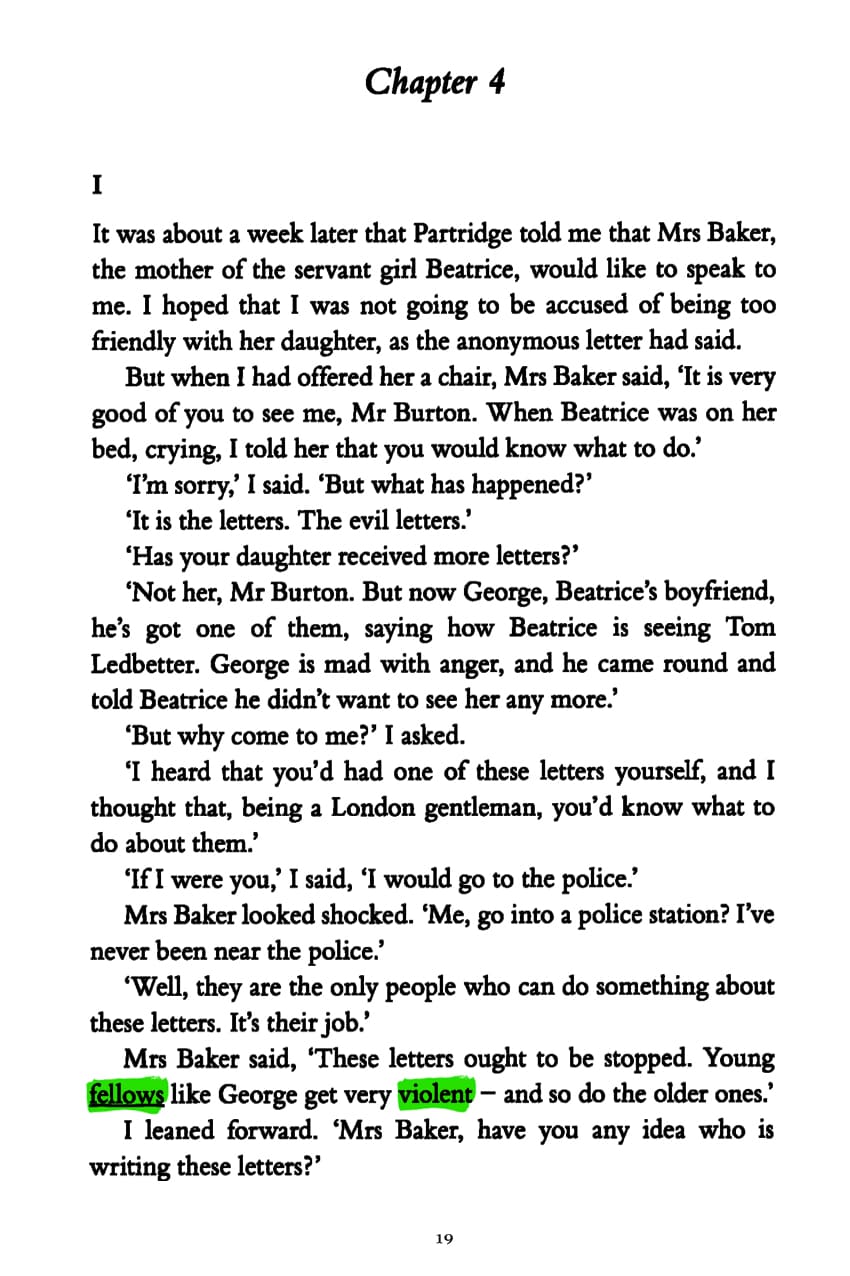 Chapter 4
I
It was about a week later that Partridge told me that Mrs Baker,
the mother of the servant girl Beatrice, would like to speak to
me. I hoped that I was not going to be accused of being too
friendly with her daughter, as the anonymous letter had said.
But when I had offered her a chair, Mrs Baker said, ‘It is very
good of you to see me, Mr Burton. When Beatrice was on her
bed, crying, I told her that you would know what to do.’
‘I’m sorry,’ I said. ‘But what has happened?’
‘It is the letters. The evil letters.’
‘Has your daughter received more letters?’
‘Not her, Mr Burton. But now George, Beatrice’s boyfriend,
he’s got one of them, saying how Beatrice is seeing Tom
Ledbetter. George is mad with anger, and he came round and
told Beatrice he didn’t want to see her any more.’
‘But why come to me?’ I asked.
‘I heard that you’d had one of these letters yourself, and I
thought that, being a London gentleman, you’d know what to
do about them.’
‘If I were you,’ I said, ‘I would go to the police.’
Mrs Baker looked shocked. ‘Me, go into a police station? I’ve
never been near the police.’
‘Well, they are the only people who can do something about
these letters. It’s their job.’
Mrs Baker said, ‘These letters ought to be stopped. Young
fellows like George get very violent – and so do the older ones.’
I leaned forward. ‘Mrs Baker, have you any idea who is
writing these letters?’
19